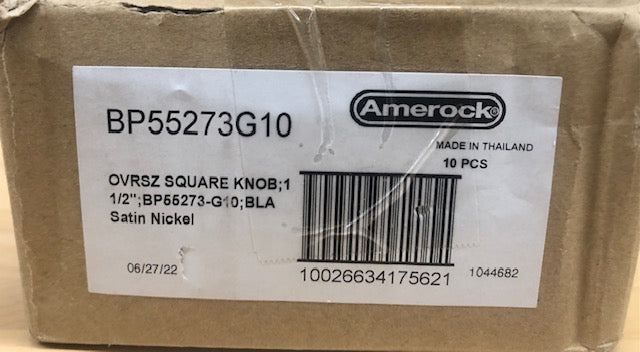 BP55273G10
Amerock®
MADE IN THAILAND
10 PCS
OVRSZ SQUARE KNOB;1
1/2";BP55273-G10;BLA
Satin Nickel
06/27/22
10026634175621
1044682